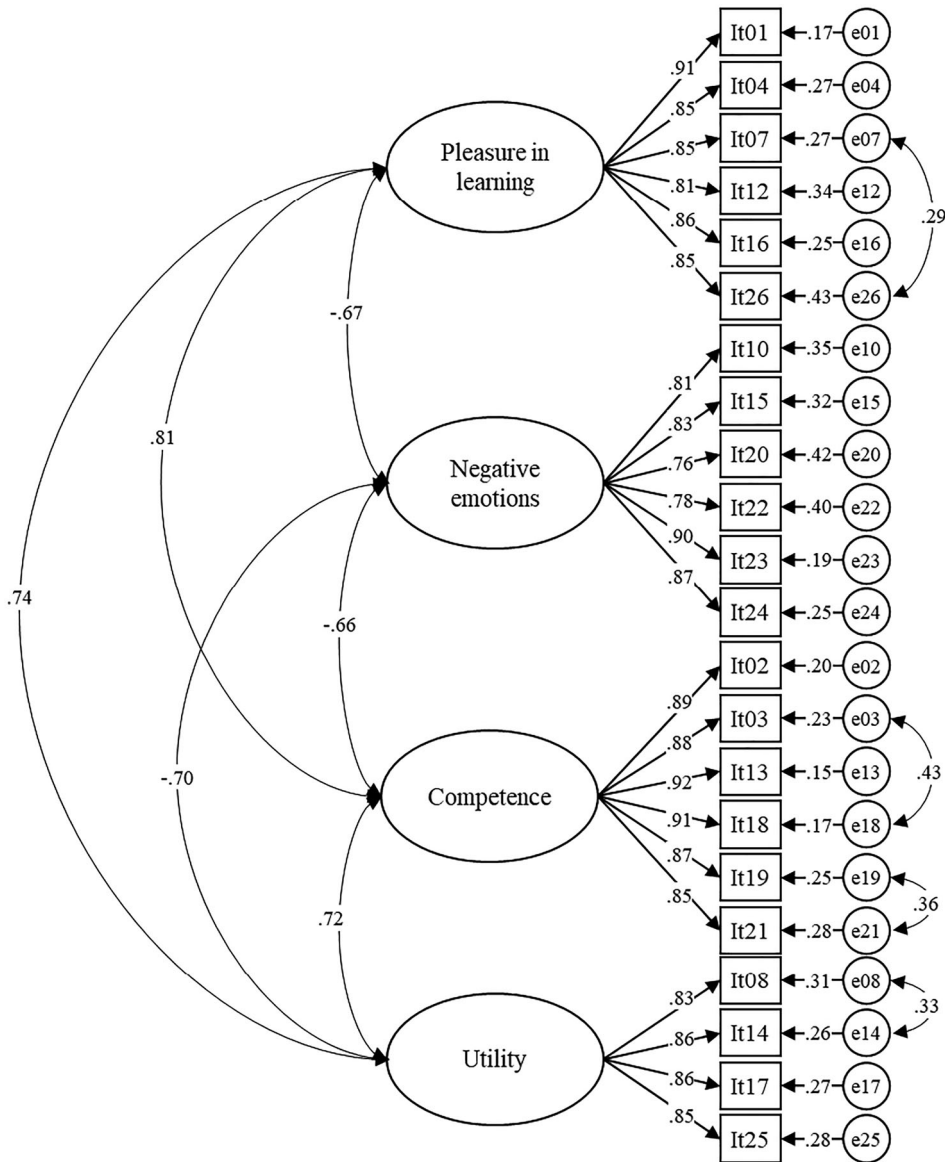 It01 .17 e01
.91
It04 .27 e04
.85
It07 .27 e07
.85
Pleasure in
learning
.81
It12 .34 e12
.29
.86
It16 .25 e16
.85
It26 .43 e26
-.67
It10 .35 e10
.81
It15 .32 e15
.83
.81
Negative
emotions
.76
It20 .42 e20
.78
It22 .40 e22
.90
It23 .19 e23
.87
.74
It24 .25 e24
-.66
It02 .20 e02
.89
It03 .23 e03
.88
-.70
Competence
.92
It13 .15 e13
.43
.91
It18 .17 e18
.87
It19 .25 e19
.85
.36
.72
It21 .28 e21
It08 .31 e08
.83
.33
It14 .26 e14
.86
Utility
.86
It17 .27 e17
.85
It25 .28 e25